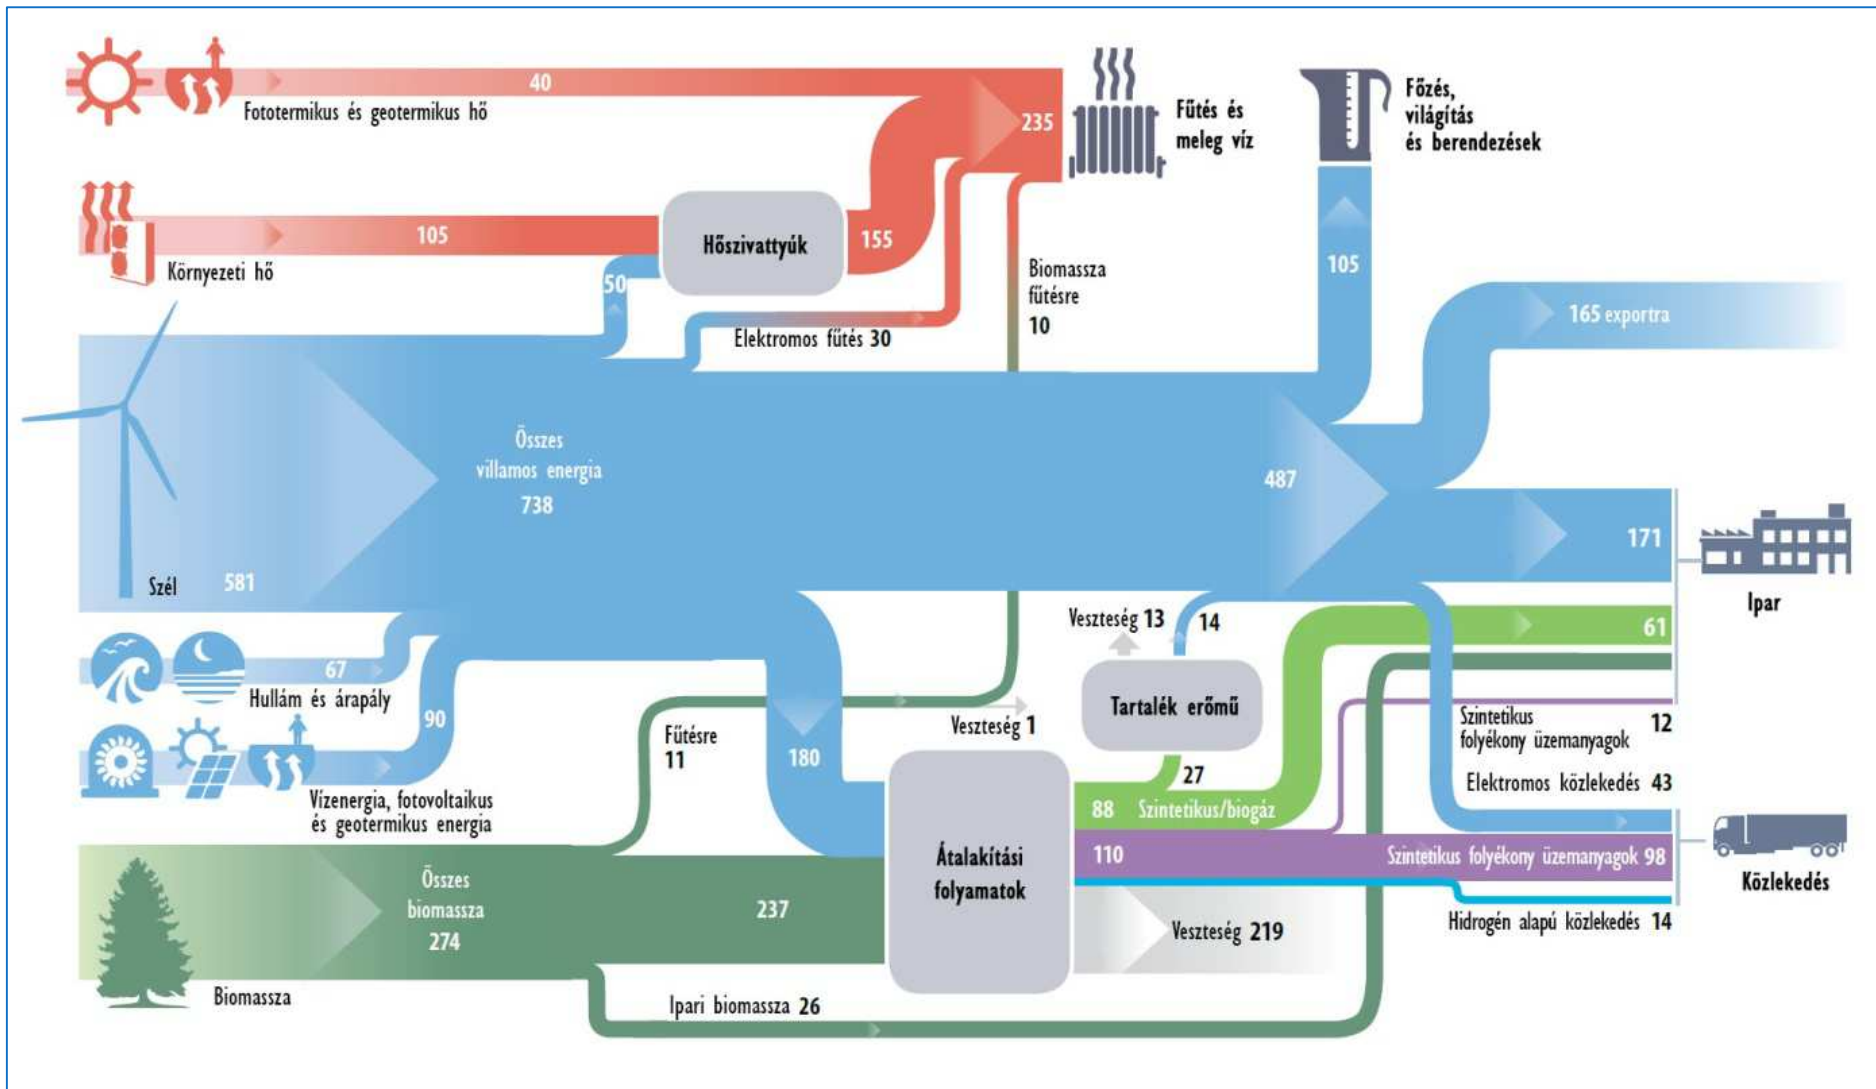 40
Fototermikus és geotermikus hő
235
Fűtés és
meleg víz
Főzés,
világítás
és berendezések
105
Környezeti hő
Hőszivattyúk
155
50
Elektromos fűtés 30
Biomassza
fűtésre
10
105
165 exportra
Összes
villamos energia
738
487
Szél
581
171
Ipar
67
Hullám és árapály
90
Vízenergia, fotovoltaikus
és geotermikus energia
Fűtésre
11
180
Veszteség 1
Veszteség 13
14
Tartalék erőmű
27
61
Szintetikus
folyékony üzemanyagok
12
Elektromos közlekedés 43
88 Szintetikus/biogáz
110
Szintetikus folyékony üzemanyagok 98
Közlekedés
Hidrogén alapú közlekedés 14
Átalakítási
folyamatok
Veszteség 219
Összes
biomassza
274
237
Biomassza
Ipari biomassza 26